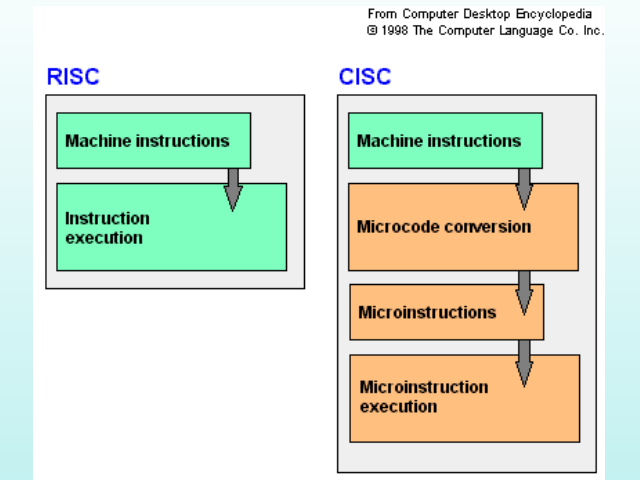 From Computer Desktop Encyclopedia
© 1998 The Computer Language Co. Inc.
RISC
Machine instructions
Instruction
execution
CISC
Machine instructions
Microcode conversion
Microinstructions
Microinstruction
execution